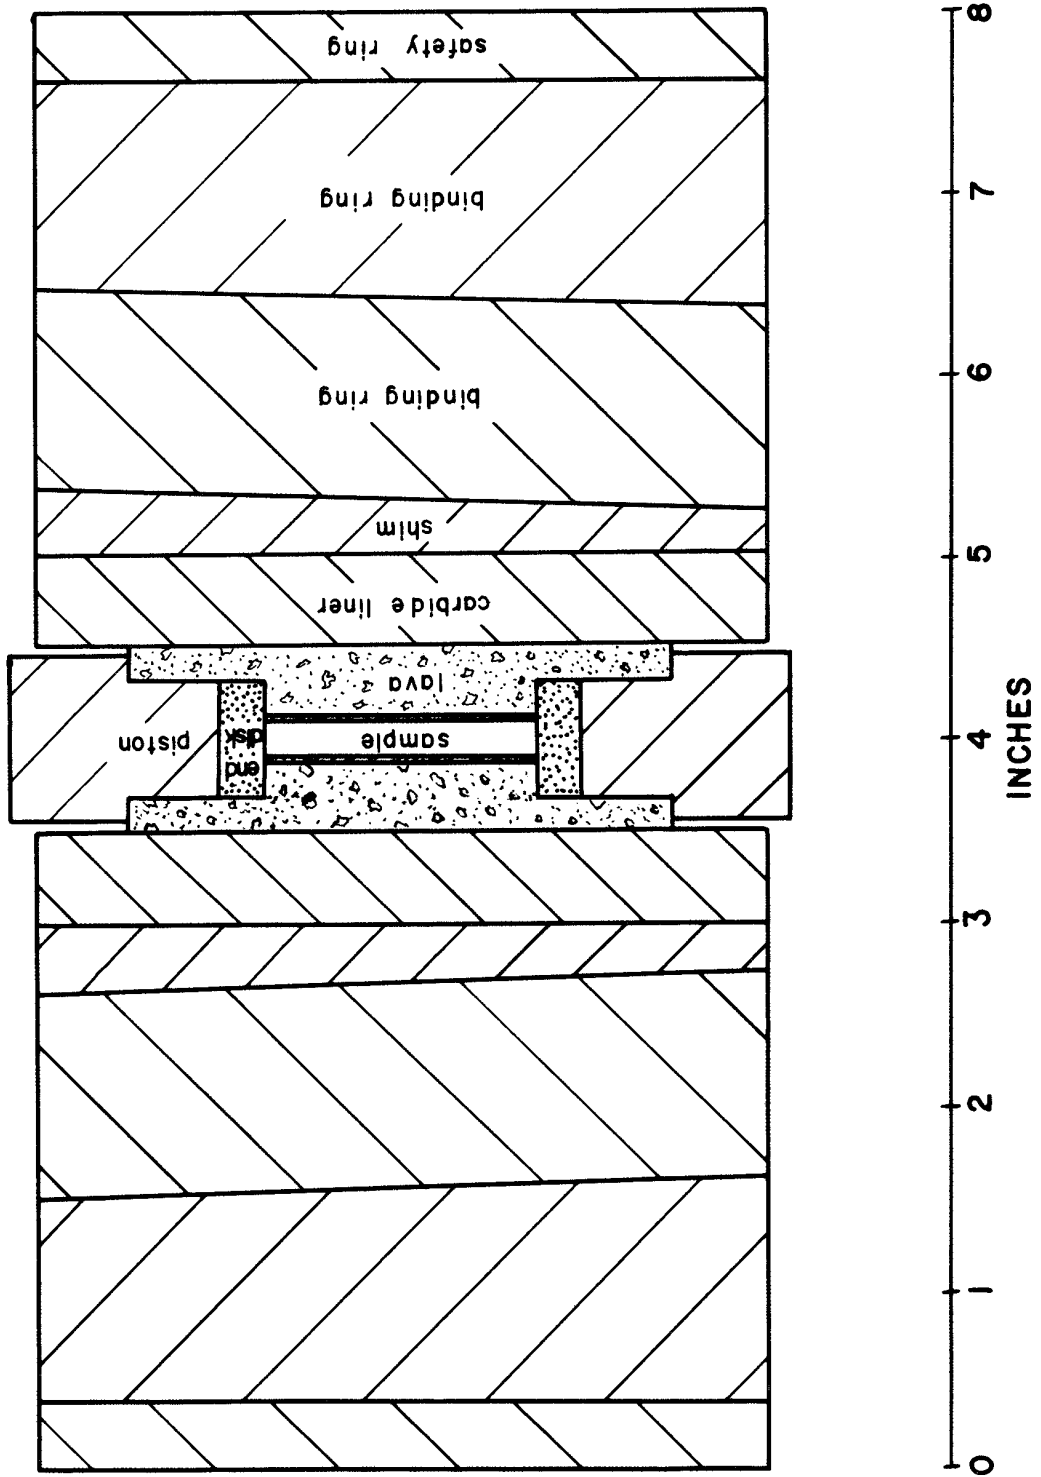 safety ring
binding ring
binding ring
shim
carbide liner
lava
sample
piston
end
disk
0 1 2 3 4 5 6 7 8
INCHES